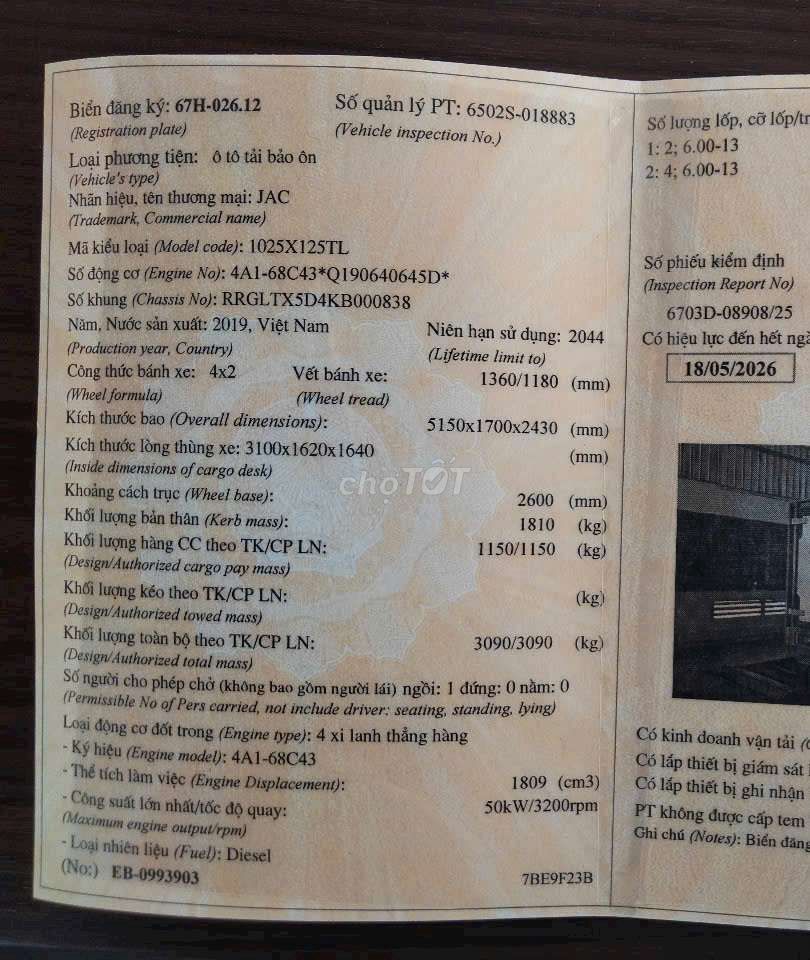 Biển đăng ký: 67H-026.12
(Registration plate)
Số quản lý PT: 6502S-018883
(Vehicle inspection No.)
Loại phương tiện: ô tô tải bảo ôn
(Vehicle's type)
Nhãn hiệu, tên thương mại: JAC
(Trademark, Commercial name)
Mã kiểu loại (Model code): 1025X125TL
Số động cơ (Engine No): 4A1-68C43*Q190640645D*
Số khung (Chassis No): RRGLTX5D4KB000838
Năm, Nước sản xuất: 2019, Việt Nam
(Production year, Country)
Niên hạn sử dụng: 2044
(Lifetime limit to)
Công thức bánh xe: 4x2
(Wheel formula)
Vết bánh xe: 1360/1180 (mm)
(Wheel tread)
Kích thước bao (Overall dimensions): 5150x1700x2430 (mm)
Kích thước lòng thùng xe: 3100x1620x1640 (mm)
(Inside dimensions of cargo desk)
chợTỐT
Khoảng cách trục (Wheel base): 2600 (mm)
Khối lượng bản thân (Kerb mass): 1810 (kg)
Khối lượng hàng CC theo TK/CP LN: 1150/1150 (kg)
(Design/Authorized cargo pay mass)
Khối lượng kéo theo TK/CP LN: (kg)
(Design/Authorized towed mass)
Khối lượng toàn bộ theo TK/CP LN: 3090/3090 (kg)
(Design/Authorized total mass)
Số người cho phép chở (không bao gồm người lái) ngồi: 1 đứng: 0 nằm: 0
(Permissible No of Pers carried, not include driver: seating, standing, lying)
Loại động cơ đốt trong (Engine type): 4 xi lanh thẳng hàng
- Ký hiệu (Engine model): 4A1-68C43
- Thể tích làm việc (Engine Displacement): 1809 (cm3)
- Công suất lớn nhất/tốc độ quay: 50kW/3200rpm
(Maximum engine output/rpm)
- Loại nhiên liệu (Fuel): Diesel
(No:) EB-0993903
7BE9F23B
Số lượng lốp, cỡ lốp/tr
1: 2; 6.00-13
2: 4; 6.00-13
Số phiếu kiểm định
(Inspection Report No)
6703D-08908/25
Có hiệu lực đến hết ngà
18/05/2026
Có kinh doanh vận tải (
Có lắp thiết bị giám sát
Có lắp thiết bị ghi nhận
PT không được cấp tem
Ghi chú (Notes): Biển đăn